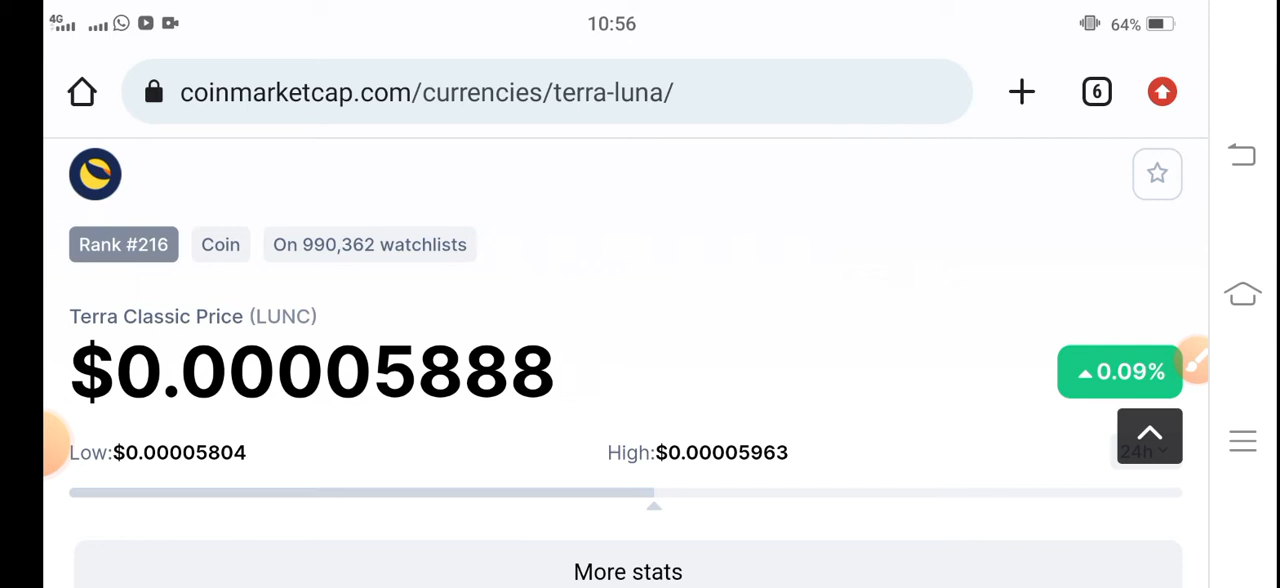 4G 10:56 64%
coinmarketcap.com/currencies/terra-luna/ 6
Rank #216 Coin On 990,362 watchlists
Terra Classic Price (LUNC)
$0.00005888 0.09%
Low:$0.00005804 High:$0.00005963 24h
More stats